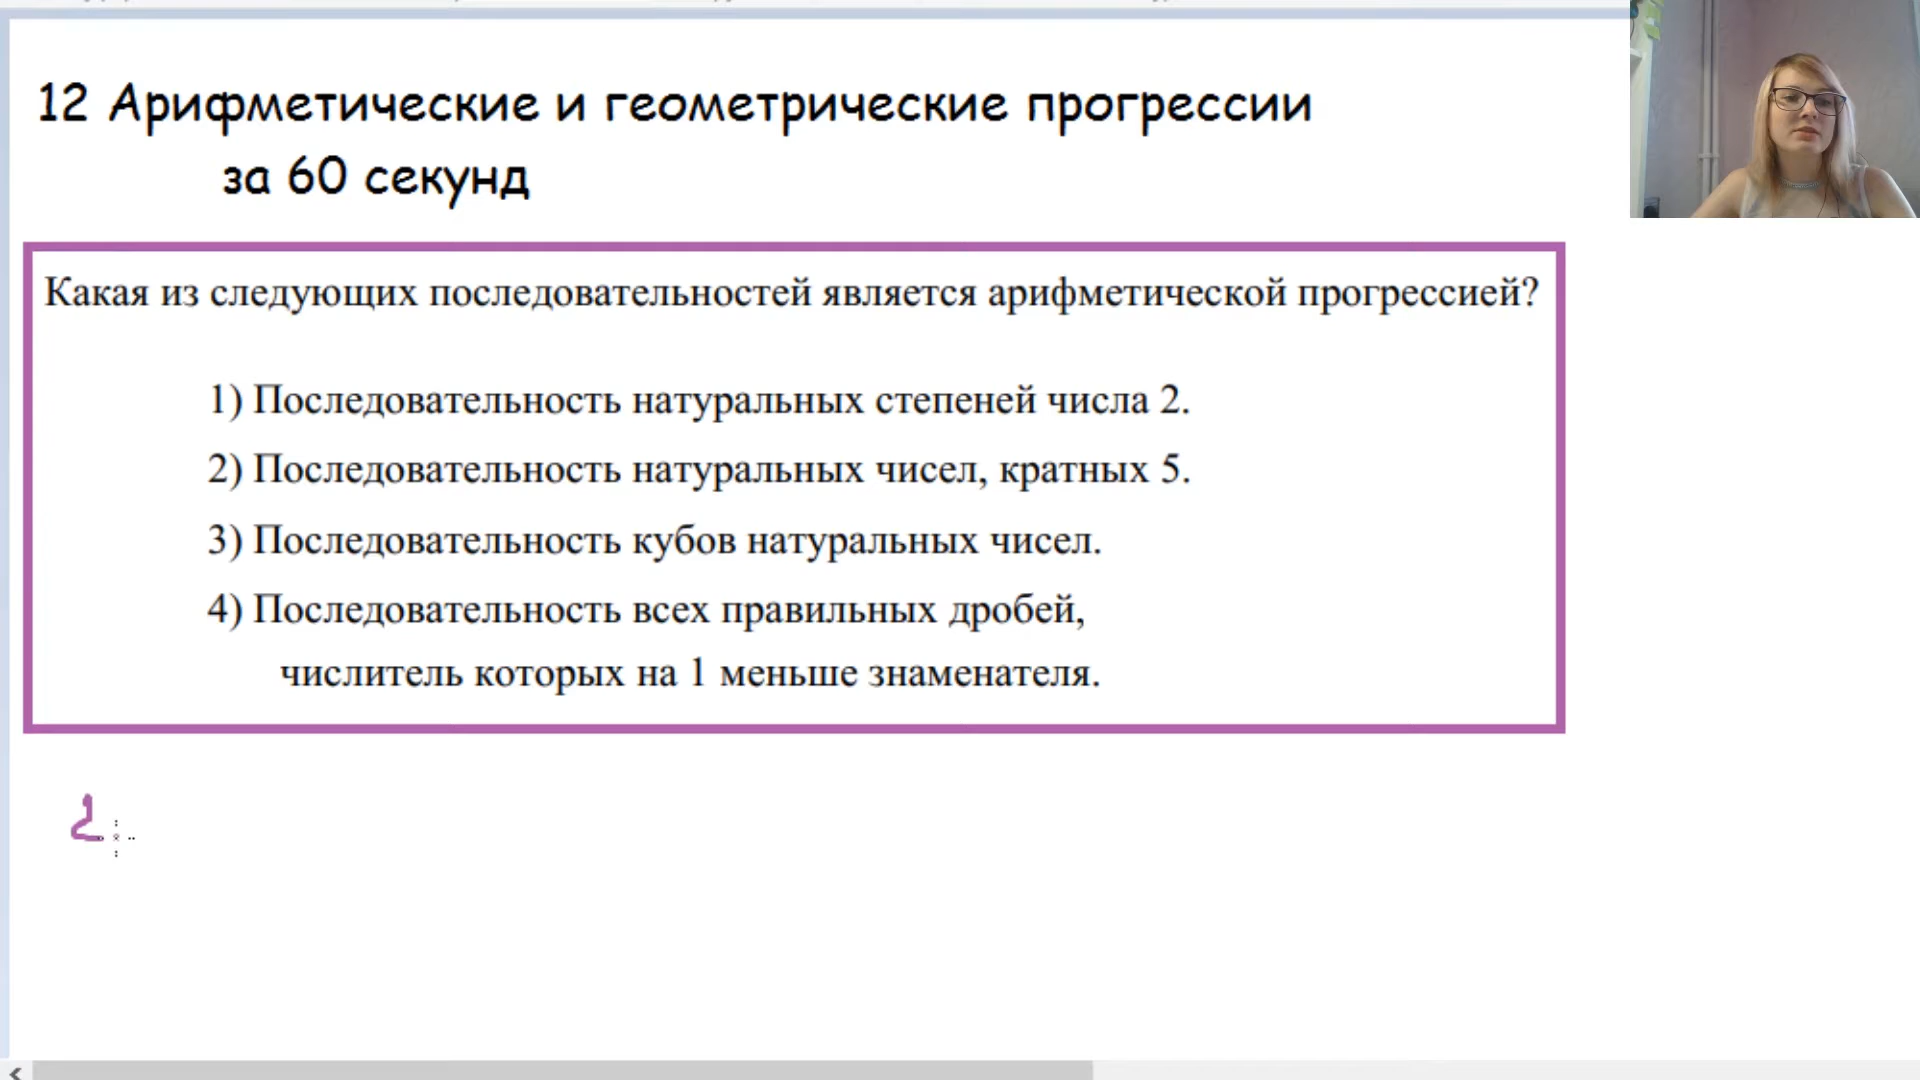 12 Арифметические и геометрические прогрессии
за 60 секунд
Какая из следующих последовательностей является арифметической прогрессией?
1) Последовательность натуральных степеней числа 2.
2) Последовательность натуральных чисел, кратных 5.
3) Последовательность кубов натуральных чисел.
4) Последовательность всех правильных дробей,
числитель которых на 1 меньше знаменателя.
2